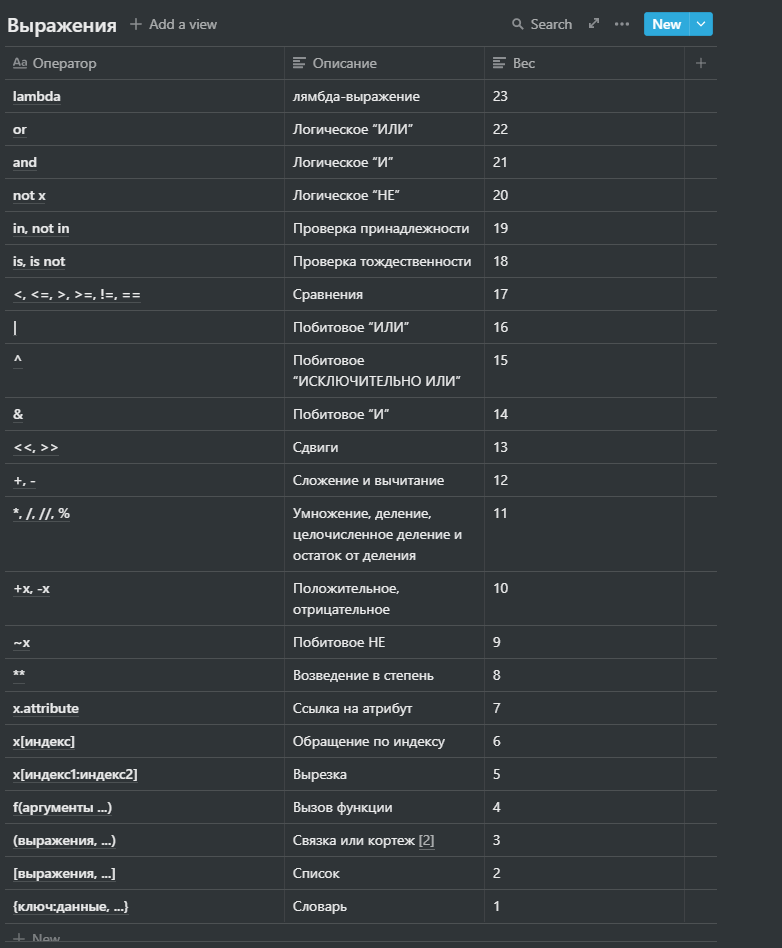 Выражения + Add a view Search New
Aa Оператор Описание Вес +
lambda лямбда-выражение 23
or Логическое “ИЛИ” 22
and Логическое “И” 21
not x Логическое “НЕ” 20
in, not in Проверка принадлежности 19
is, is not Проверка тождественности 18
<, <=, >, >=, !=, == Сравнения 17
| Побитовое “ИЛИ” 16
^ Побитовое 15
“ИСКЛЮЧИТЕЛЬНО ИЛИ”
& Побитовое “И” 14
<<, >> Сдвиги 13
+, - Сложение и вычитание 12
*, /, //, % Умножение, деление, 11
целочисленное деление и
остаток от деления
+x, -x Положительное, 10
отрицательное
~x Побитовое НЕ 9
** Возведение в степень 8
x.attribute Ссылка на атрибут 7
x[индекс] Обращение по индексу 6
x[индекс1:индекс2] Вырезка 5
f(аргументы ...) Вызов функции 4
(выражения, ...) Связка или кортеж [2] 3
[выражения, ...] Список 2
{ключ:данные, ...} Словарь 1
+ New